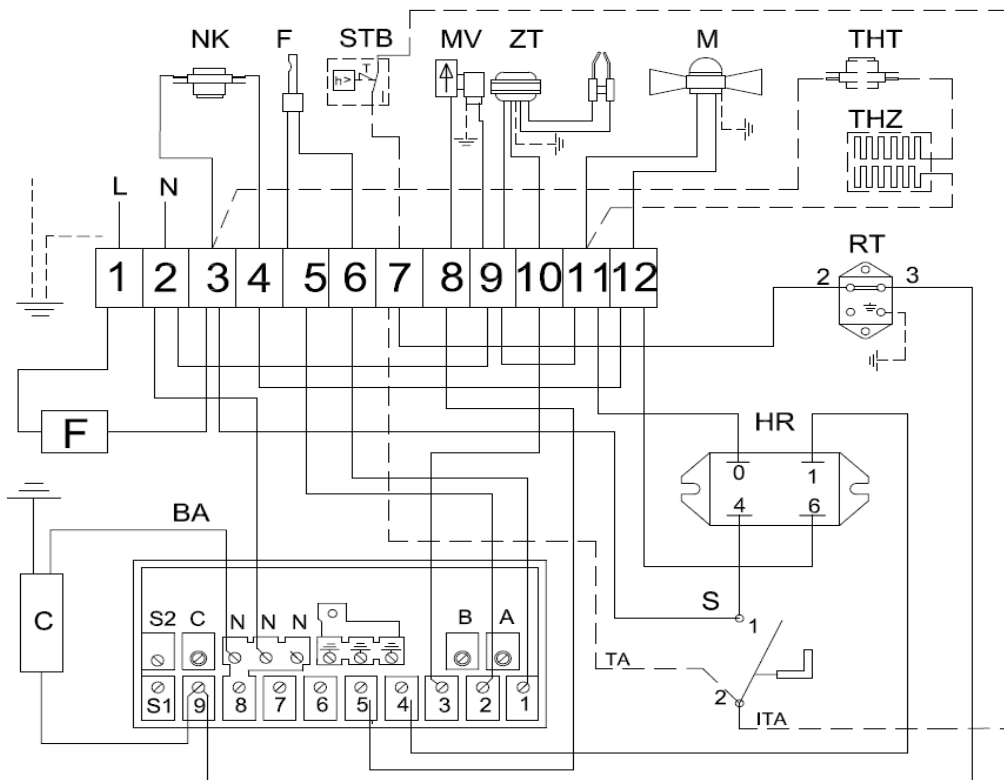 NK F STB MV ZT M THT
h> T
THZ
L N
RT
1 2 3 4 5 6 7 8 9 10 11 12
2 3
F
HR
0 1
4 6
BA
C
S
1
S2 C N N N B A
TA
2
S1 9 8 7 6 5 4 3 2 1
ITA